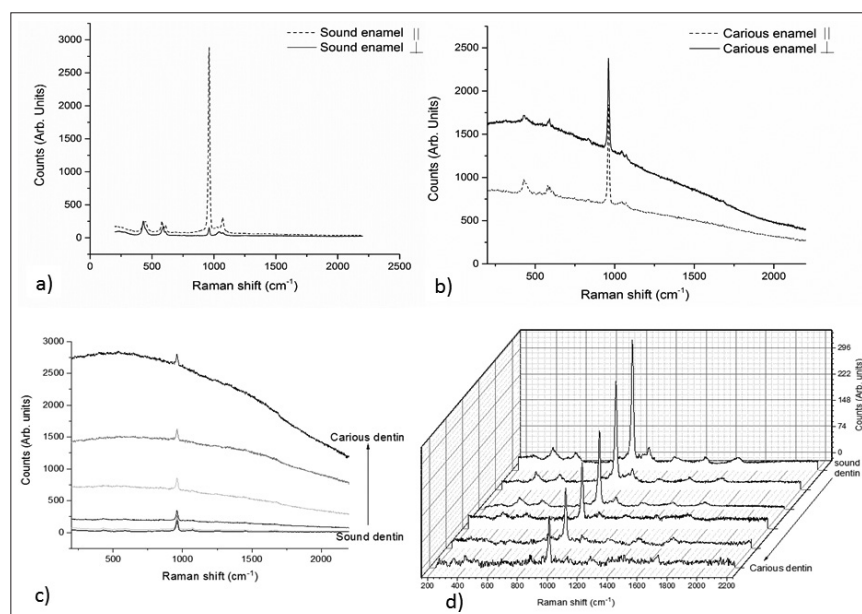 Sound enamel ||
Sound enamel ⊥
3000
2500
2000
1500
1000
500
0
Counts (Arb. Units)
0
500
1000
1500
2000
2500
Raman shift (cm⁻¹)
a)
Carious enamel ||
Carious enamel ⊥
2500
2000
1500
1000
500
0
Counts (Arb. Units)
500
1000
1500
2000
Raman shift (cm⁻¹)
b)
3000
2500
2000
1500
1000
500
0
Counts (Arb. units)
Carious dentin
Sound dentin
500
1000
1500
2000
Raman shift (cm⁻¹)
c)
296
222
148
74
0
Counts (Arb. units)
sound
dentin
Carious dentin
200 400 600 800 1000 1200 1400 1600 1800 2000 2200
Raman shift (cm⁻¹)
d)